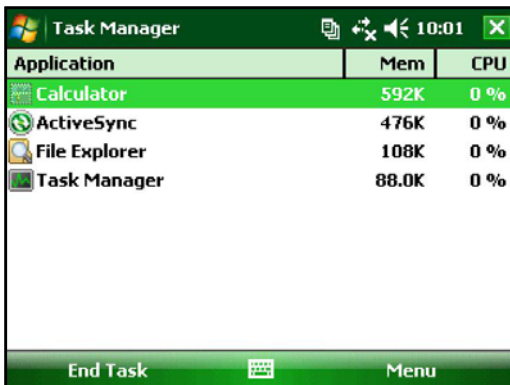 Task Manager 10:01
Application Mem CPU
Calculator 592K 0 %
ActiveSync 476K 0 %
File Explorer 108K 0 %
Task Manager 88.0K 0 %
End Task Menu